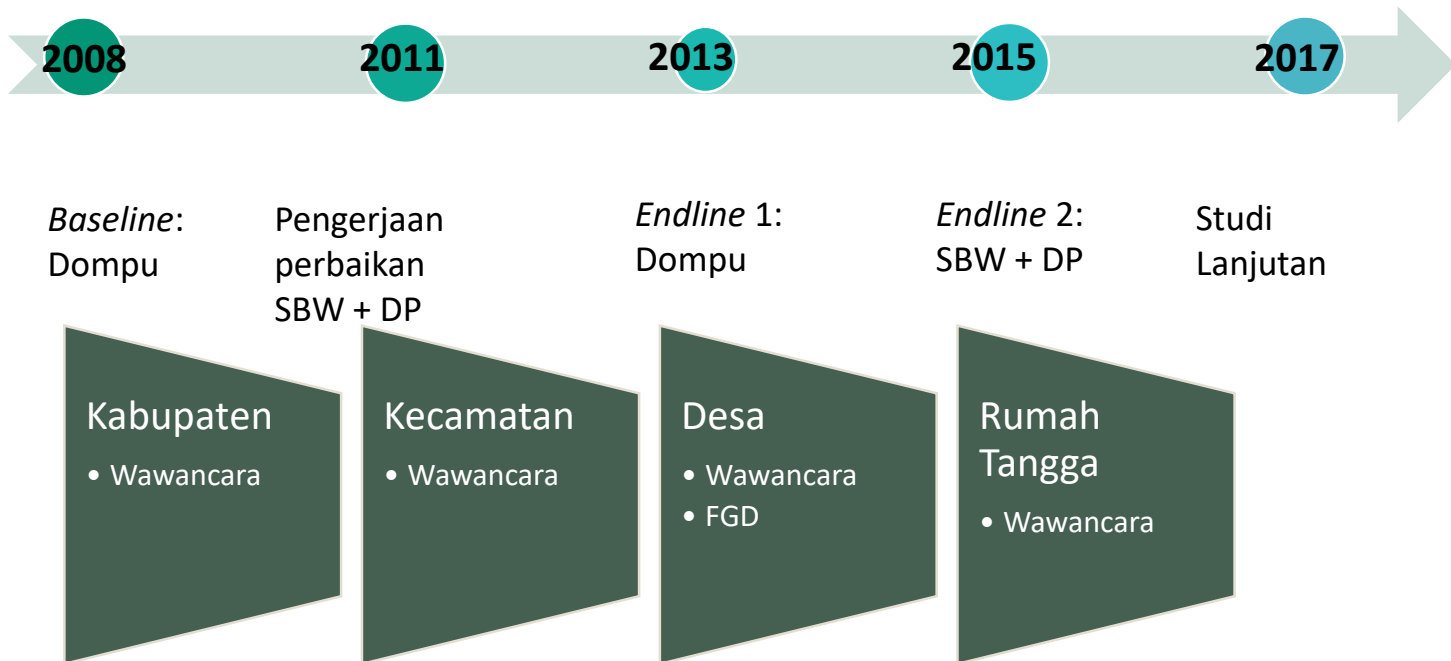 2008
2011
2013
2015
2017
Baseline:
Dompu
Pengerjaan
perbaikan
SBW + DP
Endline 1:
Dompu
Endline 2:
SBW + DP
Studi
Lanjutan
Kabupaten
• Wawancara
Kecamatan
• Wawancara
Desa
• Wawancara
• FGD
Rumah
Tangga
• Wawancara